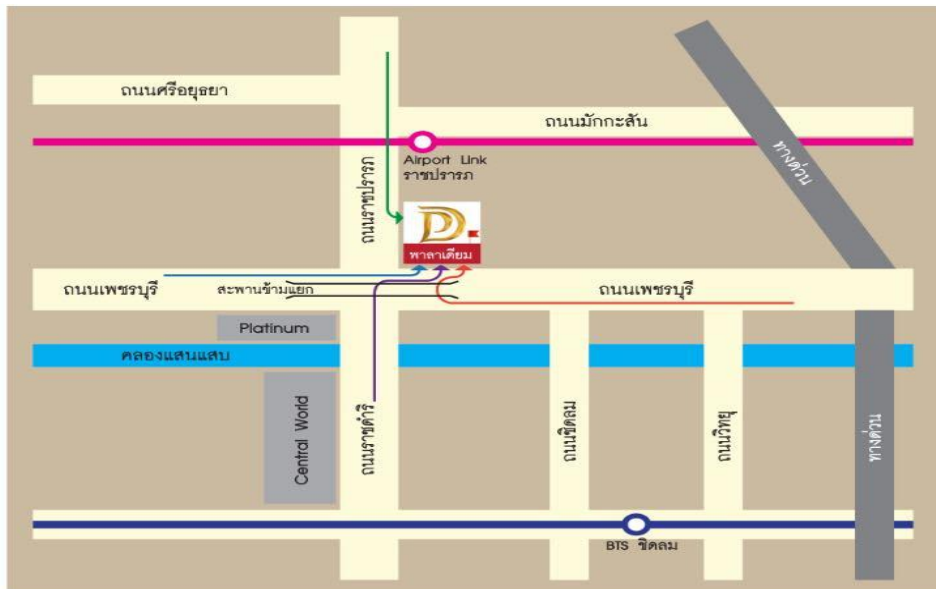 ถนนศรีอยุธยา
ถนนมักกะสัน
Airport Link
ราชปรารภ
ถนนราชปรารภ
ทางด่วน
D
พาลาเดียม
ถนนเพชรบุรี
สะพานข้ามแยก
ถนนเพชรบุรี
Platinum
คลองแสนแสบ
Central World
ถนนราชดำริ
ถนนชิดลม
ถนนวิทยุ
ทางด่วน
BTS ชิดลม